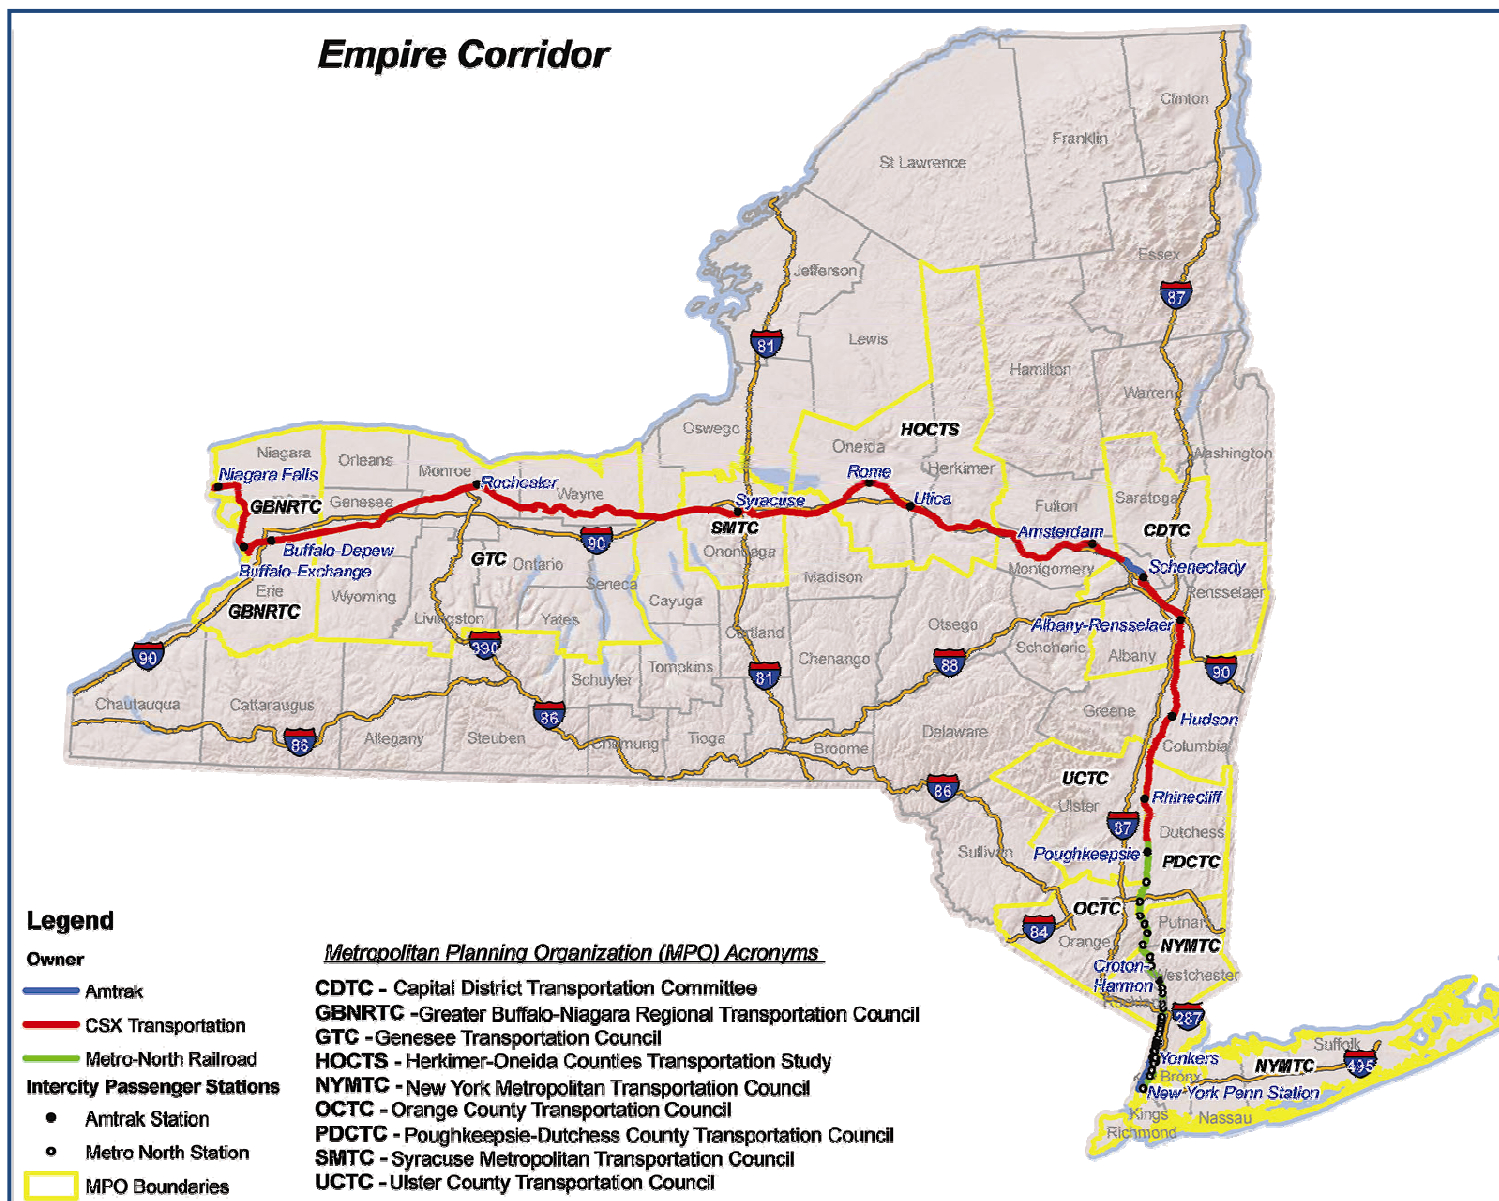 Empire Corridor
Clinton
Franklin
St Lawrence
Essex
Jefferson
87
81
Lewis
Hamilton
Warren
Oswego
HOCTS
Oneida
Niagara
Orleans
Monroe
Herkimer
Washington
Niagara Falls
Rochester
Rome
Wayne
Syracuse
Utica
Saratoga
Genesee
GBNRTC
Fulton
SMTC
CDTC
Amsterdam
90
Buffalo-Depew
GTC
Ontario
Onondaga
Madison
Montgomery
Schenectady
Buffalo-Exchange
Erie
Wyoming
Seneca
Cayuga
Rensselaer
GBNRTC
Livingston
Yates
Cortland
Otsego
Albany-Rensselaer
Schoharie
Albany
90
390
Tompkins
Chenango
88
90
Schuyler
81
Chautauqua
Cattaraugus
Greene
Hudson
86
86
Allegany
Steuben
Chemung
Tioga
Broome
Delaware
Columbia
UCTC
86
Ulster
Rhinecliff
87
Dutchess
Sullivan
Poughkeepsie
PDCTC
OCTC
Putnam
84
Orange
NYMTC
Croton-
Harmon
Westchester
Rockland
287
Suffolk
Yonkers
NYMTC
495
Bronx
New York Penn Station
Kings
Nassau
Richmond
Legend
Owner
Amtrak
CSX Transportation
Metro-North Railroad
Intercity Passenger Stations
Amtrak Station
Metro North Station
MPO Boundaries
Metropolitan Planning Organization (MPO) Acronyms
CDTC - Capital District Transportation Committee
GBNRTC -Greater Buffalo-Niagara Regional Transportation Council
GTC -Genesee Transportation Council
HOCTS - Herkimer-Oneida Counties Transportation Study
NYMTC - New York Metropolitan Transportation Council
OCTC -Orange County Transportation Council
PDCTC -Poughkeepsie-Dutchess County Transportation Council
SMTC -Syracuse Metropolitan Transportation Council
UCTC -Ulster County Transportation Council